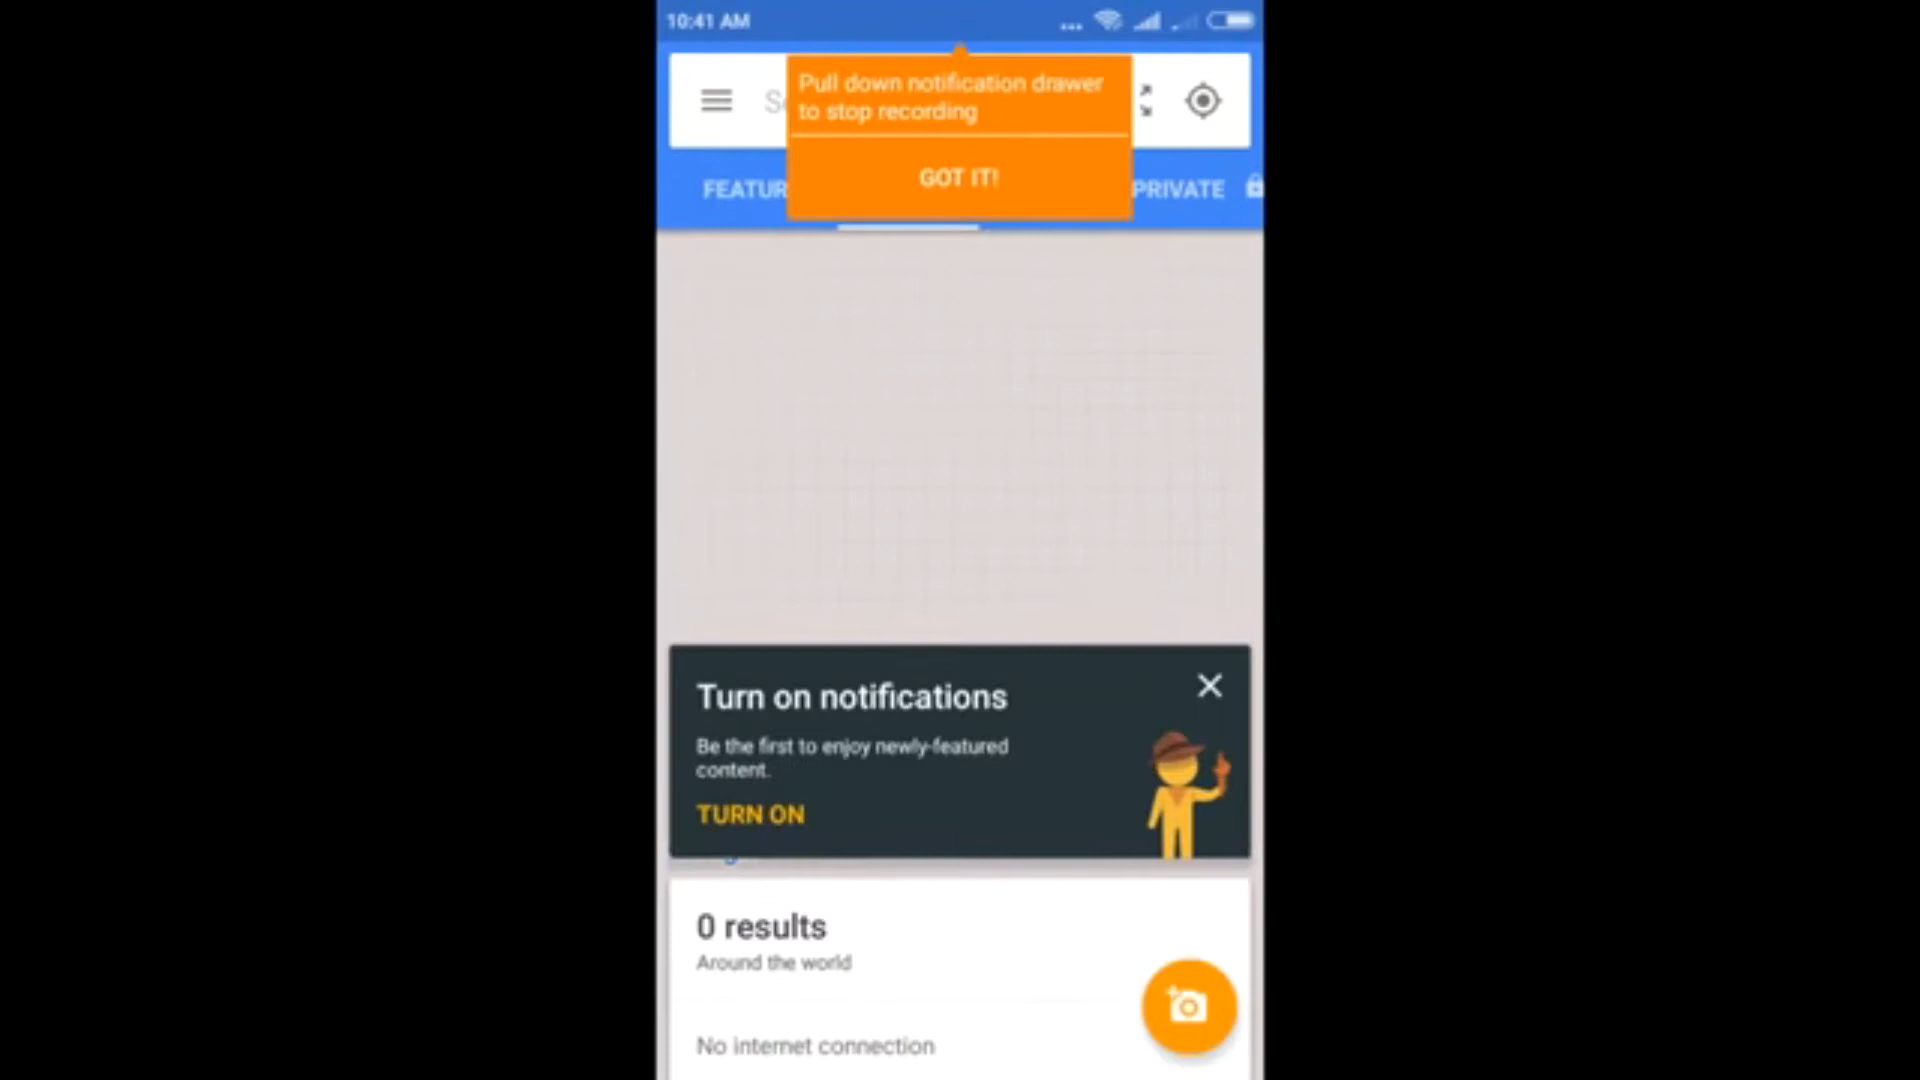 10:41 AM
Pull down notification drawer
to stop recording
GOT IT!
PRIVATE
Turn on notifications
Be the first to enjoy newly-featured
content.
TURN ON
0 results
Around the world
No internet connection